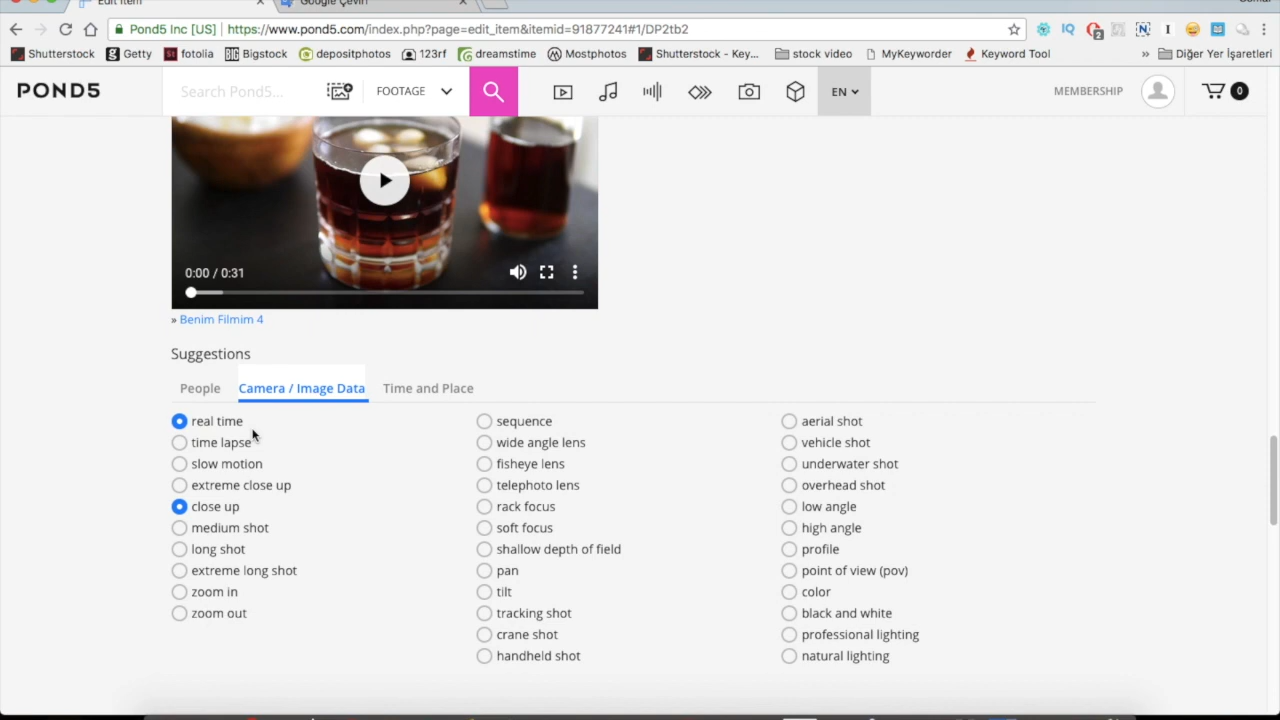 Edit Item
Google Çeviri
Pond5 Inc [US] https://www.pond5.com/index.php?page=edit_item&itemid=91877241#1/DP2tb2
Shutterstock Getty fotolia Bigstock depositphotos 123rf dreamstime Mostphotos Shutterstock - Key... stock video MyKeyworder Keyword Tool » Diğer Yer İşaretleri
POND5 Search Pond5... FOOTAGE EN MEMBERSHIP 0
0:00 / 0:31
» Benim Filmim 4
Suggestions
People Camera / Image Data Time and Place
real time sequence aerial shot
time lapse wide angle lens vehicle shot
slow motion fisheye lens underwater shot
extreme close up telephoto lens overhead shot
close up rack focus low angle
medium shot soft focus high angle
long shot shallow depth of field profile
extreme long shot pan point of view (pov)
zoom in tilt color
zoom out tracking shot black and white
crane shot professional lighting
handheld shot natural lighting